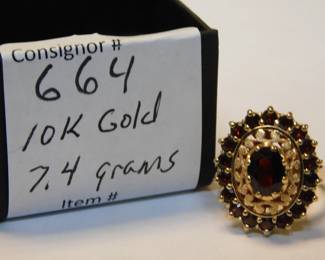 Consignor #
664
10K Gold
7.4 grams
Item #